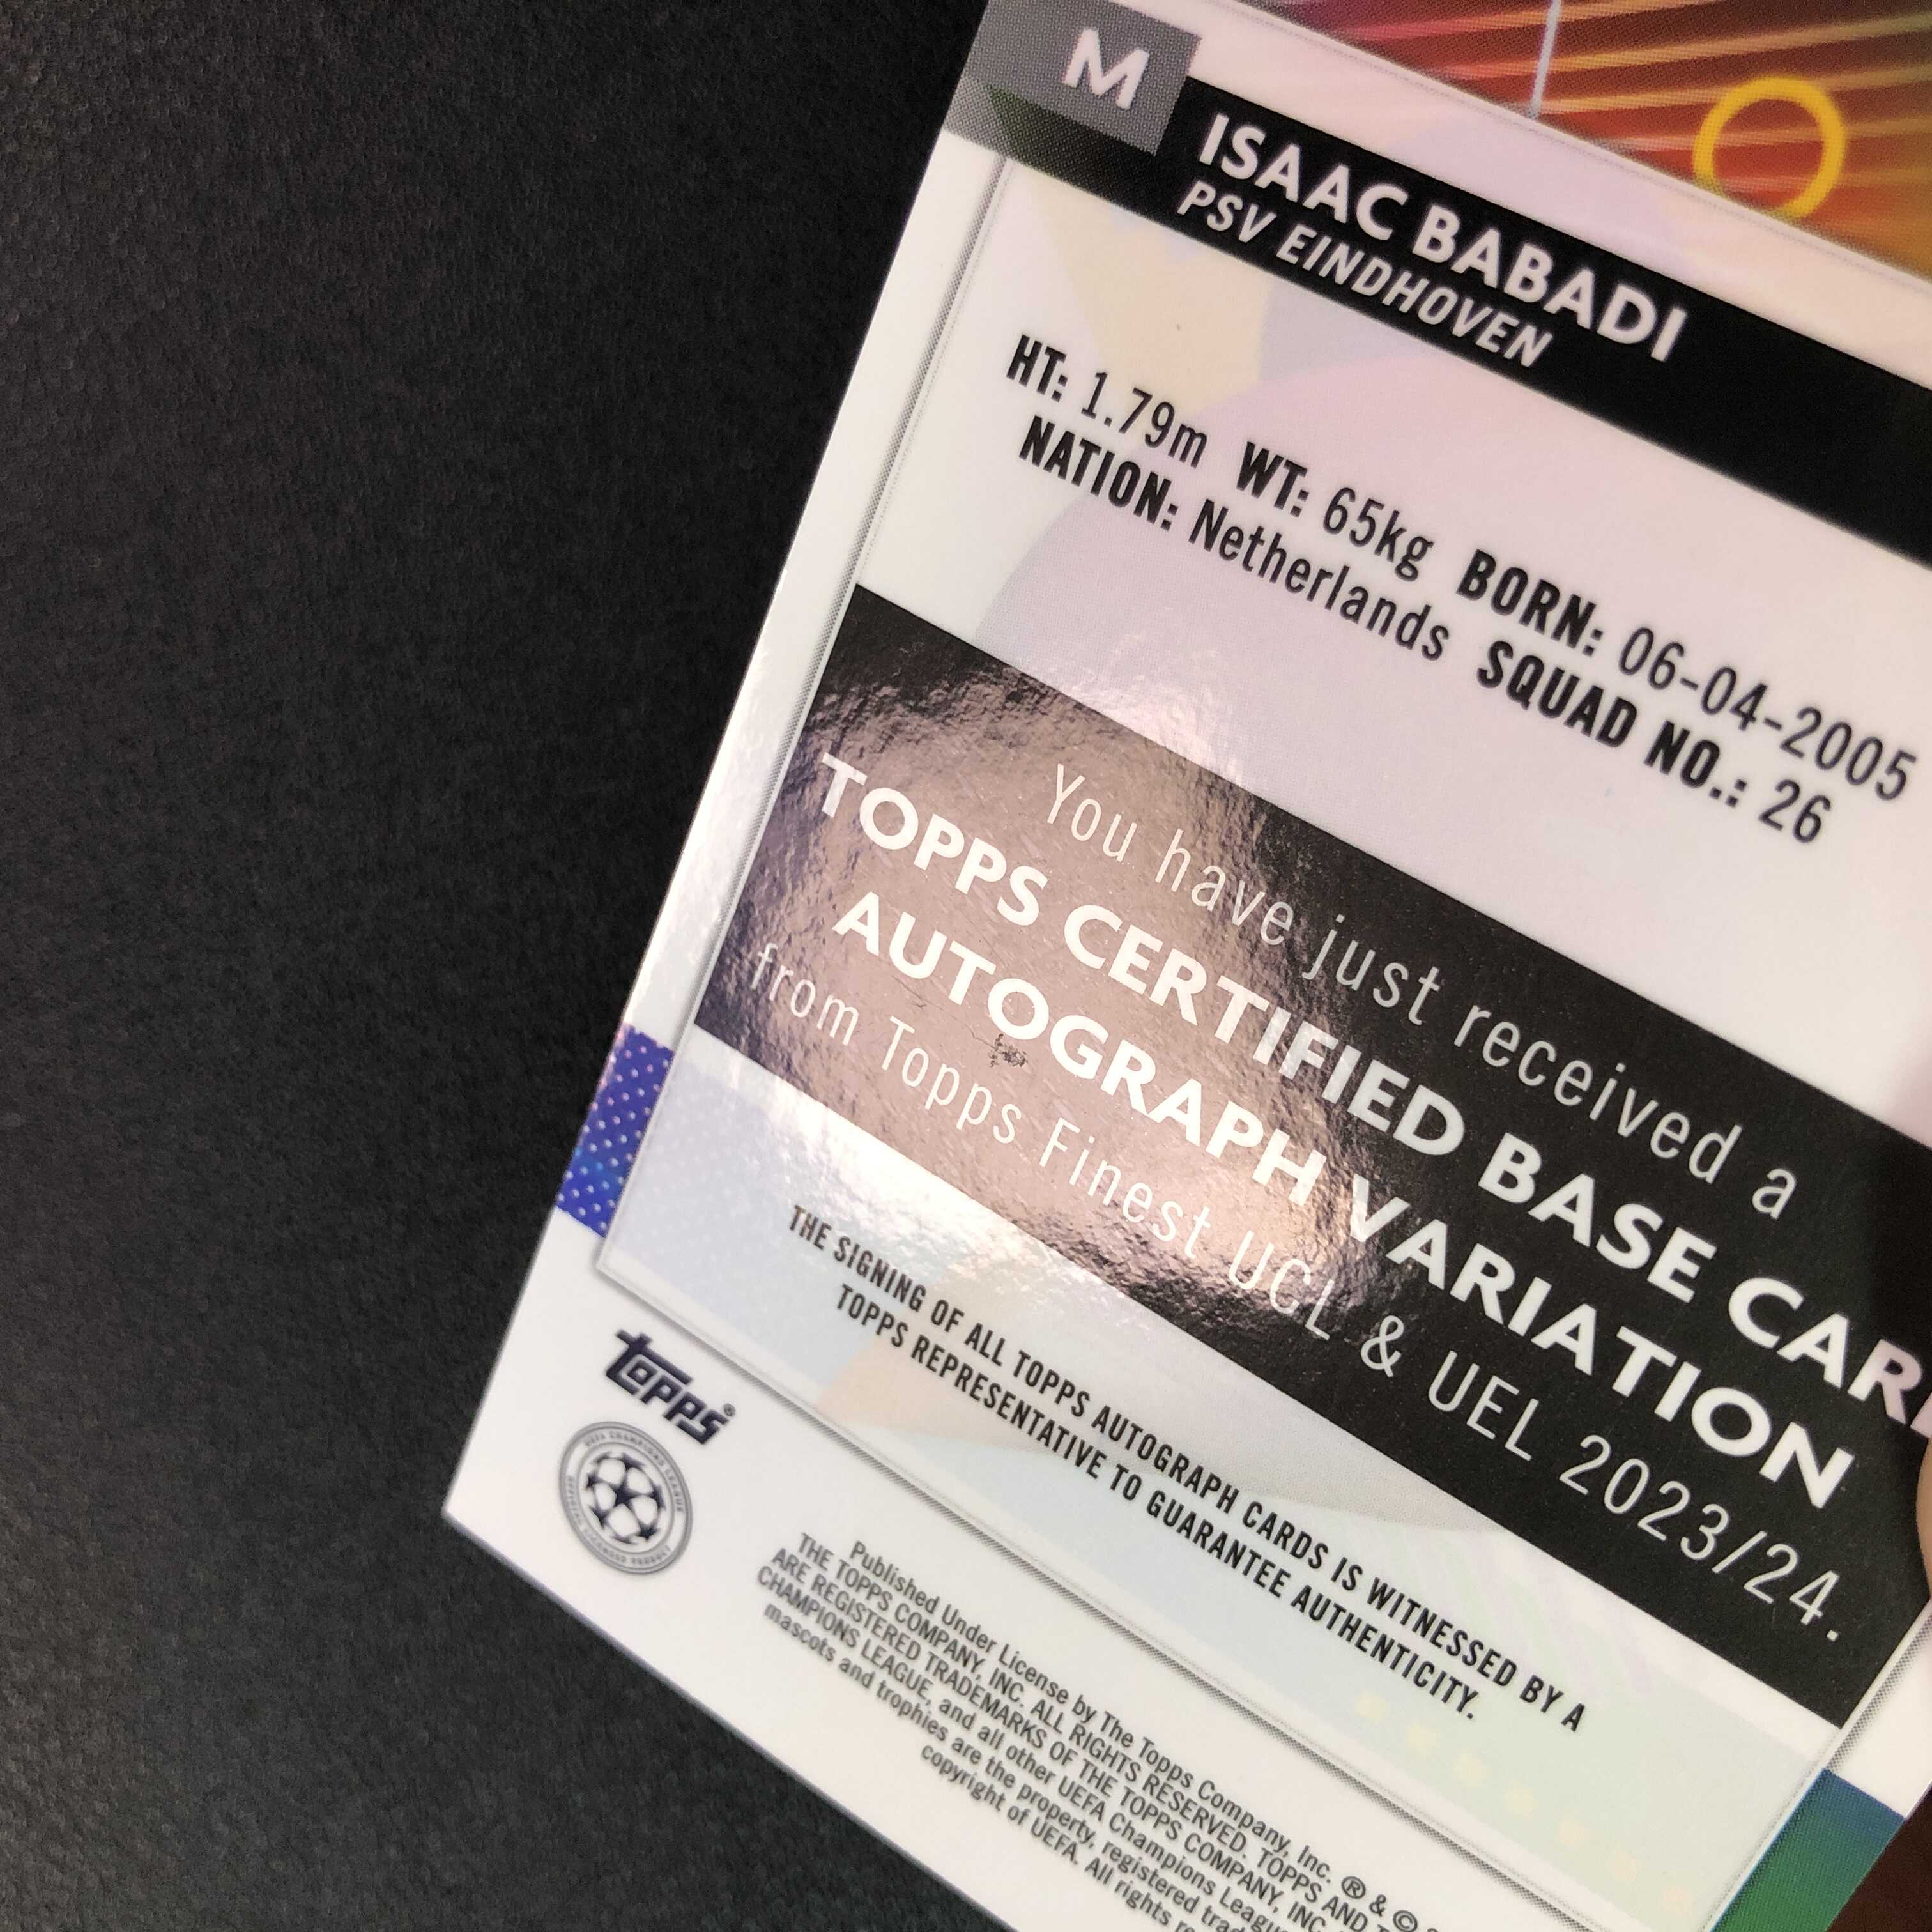 M
ISAAC BABADI
PSV EINDHOVEN
HT: 1.79m WT: 65kg BORN: 06-04-2005
NATION: Netherlands SQUAD NO.: 26
You have just received a
TOPPS CERTIFIED BASE CAR
AUTOGRAPH VARIATION
from Topps Finest UCL & UEL 2023/24.
THE SIGNING OF ALL TOPPS AUTOGRAPH CARDS IS WITNESSED BY A
TOPPS REPRESENTATIVE TO GUARANTEE AUTHENTICITY.
topps®
UEFA CHAMPIONS LEAGUE
Published Under License by The Topps Company, Inc. ® & ©
THE TOPPS COMPANY, INC. ALL RIGHTS RESERVED. TOPPS AND
ARE REGISTERED TRADEMARKS OF THE TOPPS COMPANY, INC.
CHAMPIONS LEAGUE, and all other UEFA Champions
mascots and trophies are the property, registered
copyright of UEFA. All rights